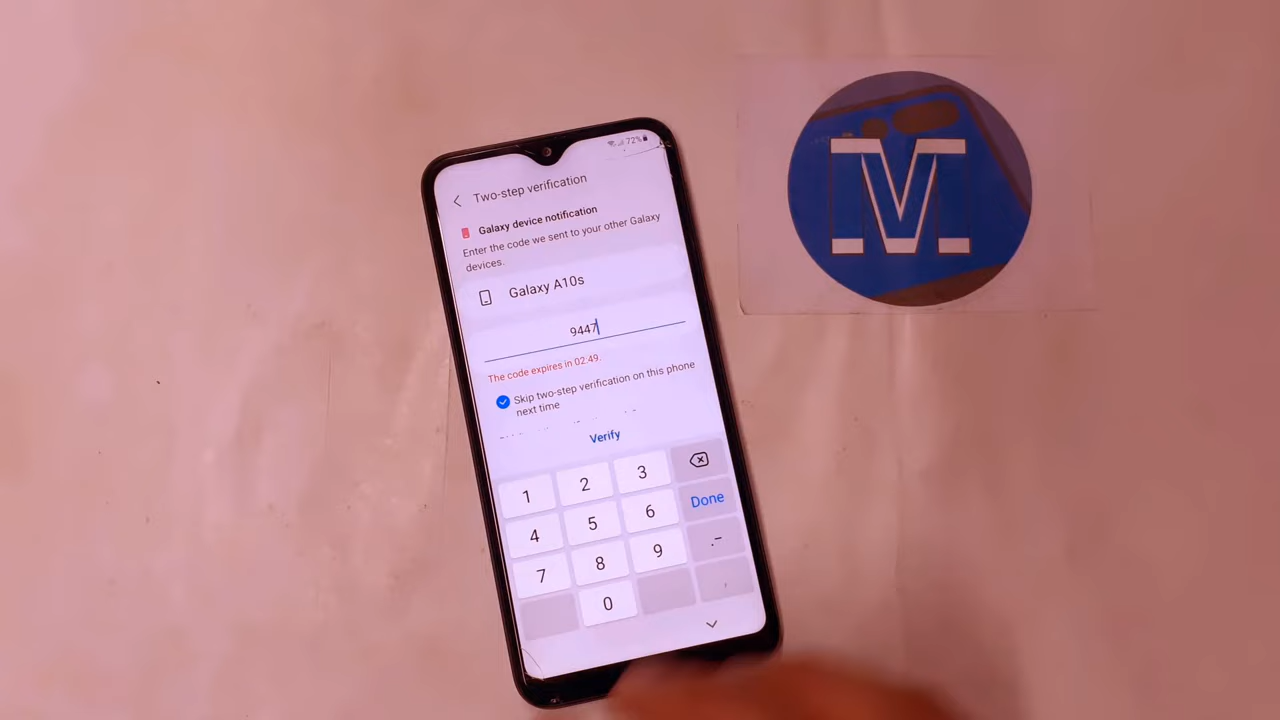 72%
Two-step verification
Galaxy device notification
Enter the code we sent to your other Galaxy
devices.
Galaxy A10s
9447
The code expires in 02:49.
Skip two-step verification on this phone
next time
Verify
1 2 3
4 5 6 Done
7 8 9 .-
0 ,
M